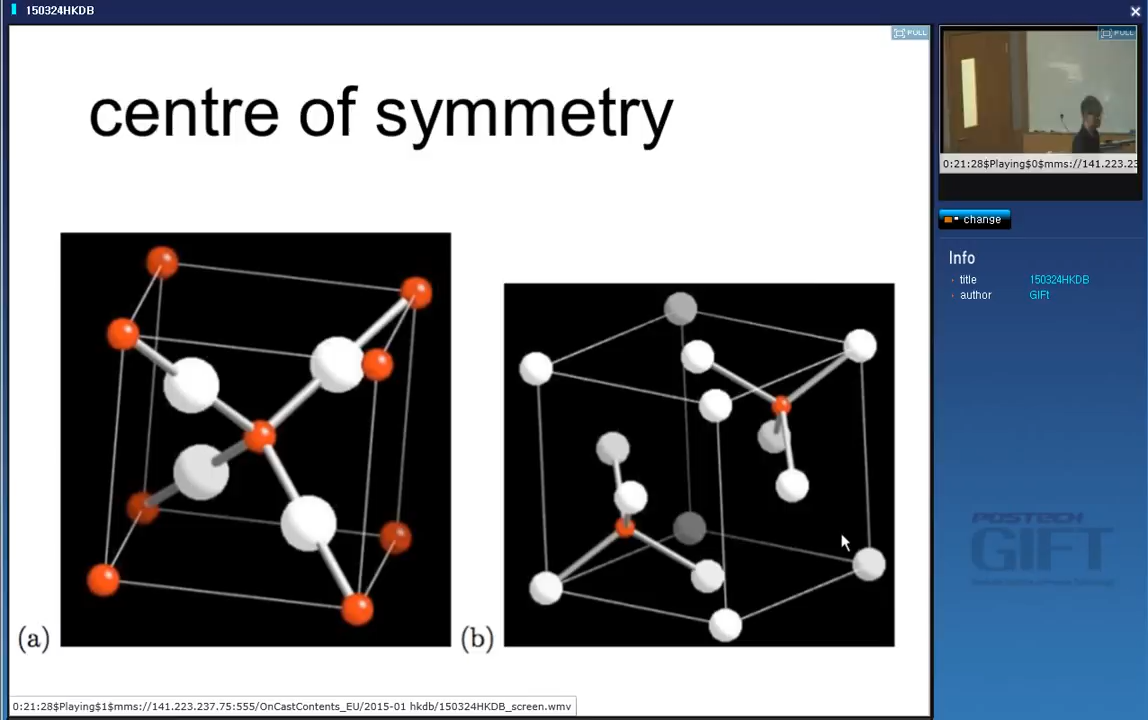 150324HKDB
FULL
centre of symmetry
(a)
(b)
0:21:28$Playing$1$mms://141.223.237.75:555/OnCastContents_EU/2015-01 hkdb/150324HKDB_screen.wmv
FULL
0:21:28$Playing$0$mms://141.223.23
change
Info
title 150324HKDB
author GIFt
POSTECH
GIFT